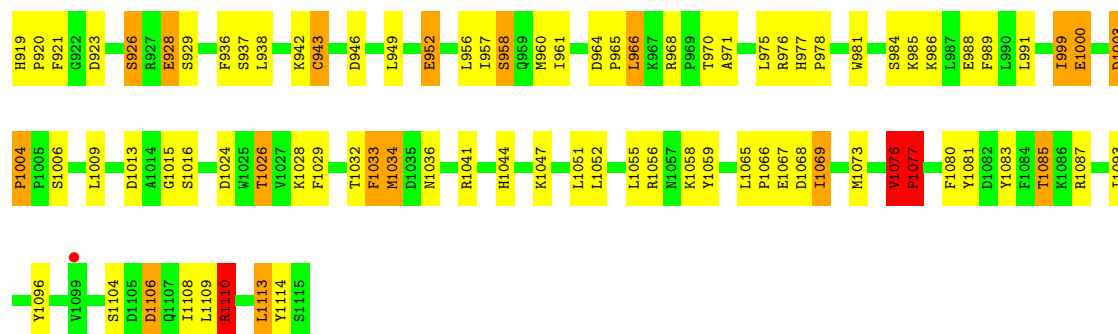 H919 P920 F921 G922 D923 S926 R927 E928 S929 F936 S937 L938 K942 C943 D946 L949 E952 L956 I957 S958 Q959 M960 I961 D964 P965 L966 K967 R968 P969 T970 A971 L975 R976 H977 P978 W981 S984 K985 K986 L987 E988 F989 L990 L991 I999 E1000 D1003
P1004 P1005 S1006 L1009 D1013 A1014 G1015 S1016 D1024 W1025 T1026 V1027 K1028 F1029 T1032 F1033 M1034 D1035 N1036 R1041 H1044 K1047 L1051 L1052 L1055 R1056 N1057 K1058 Y1059 L1065 P1066 E1067 D1068 I1069 M1073 V1076 P1077 F1080 Y1081 D1082 Y1083 F1084 T1085 K1086 R1087
Y1096 V1099 S1104 D1105 D1106 Q1107 I1108 L1109 R1110 L1113 Y1114 S1115